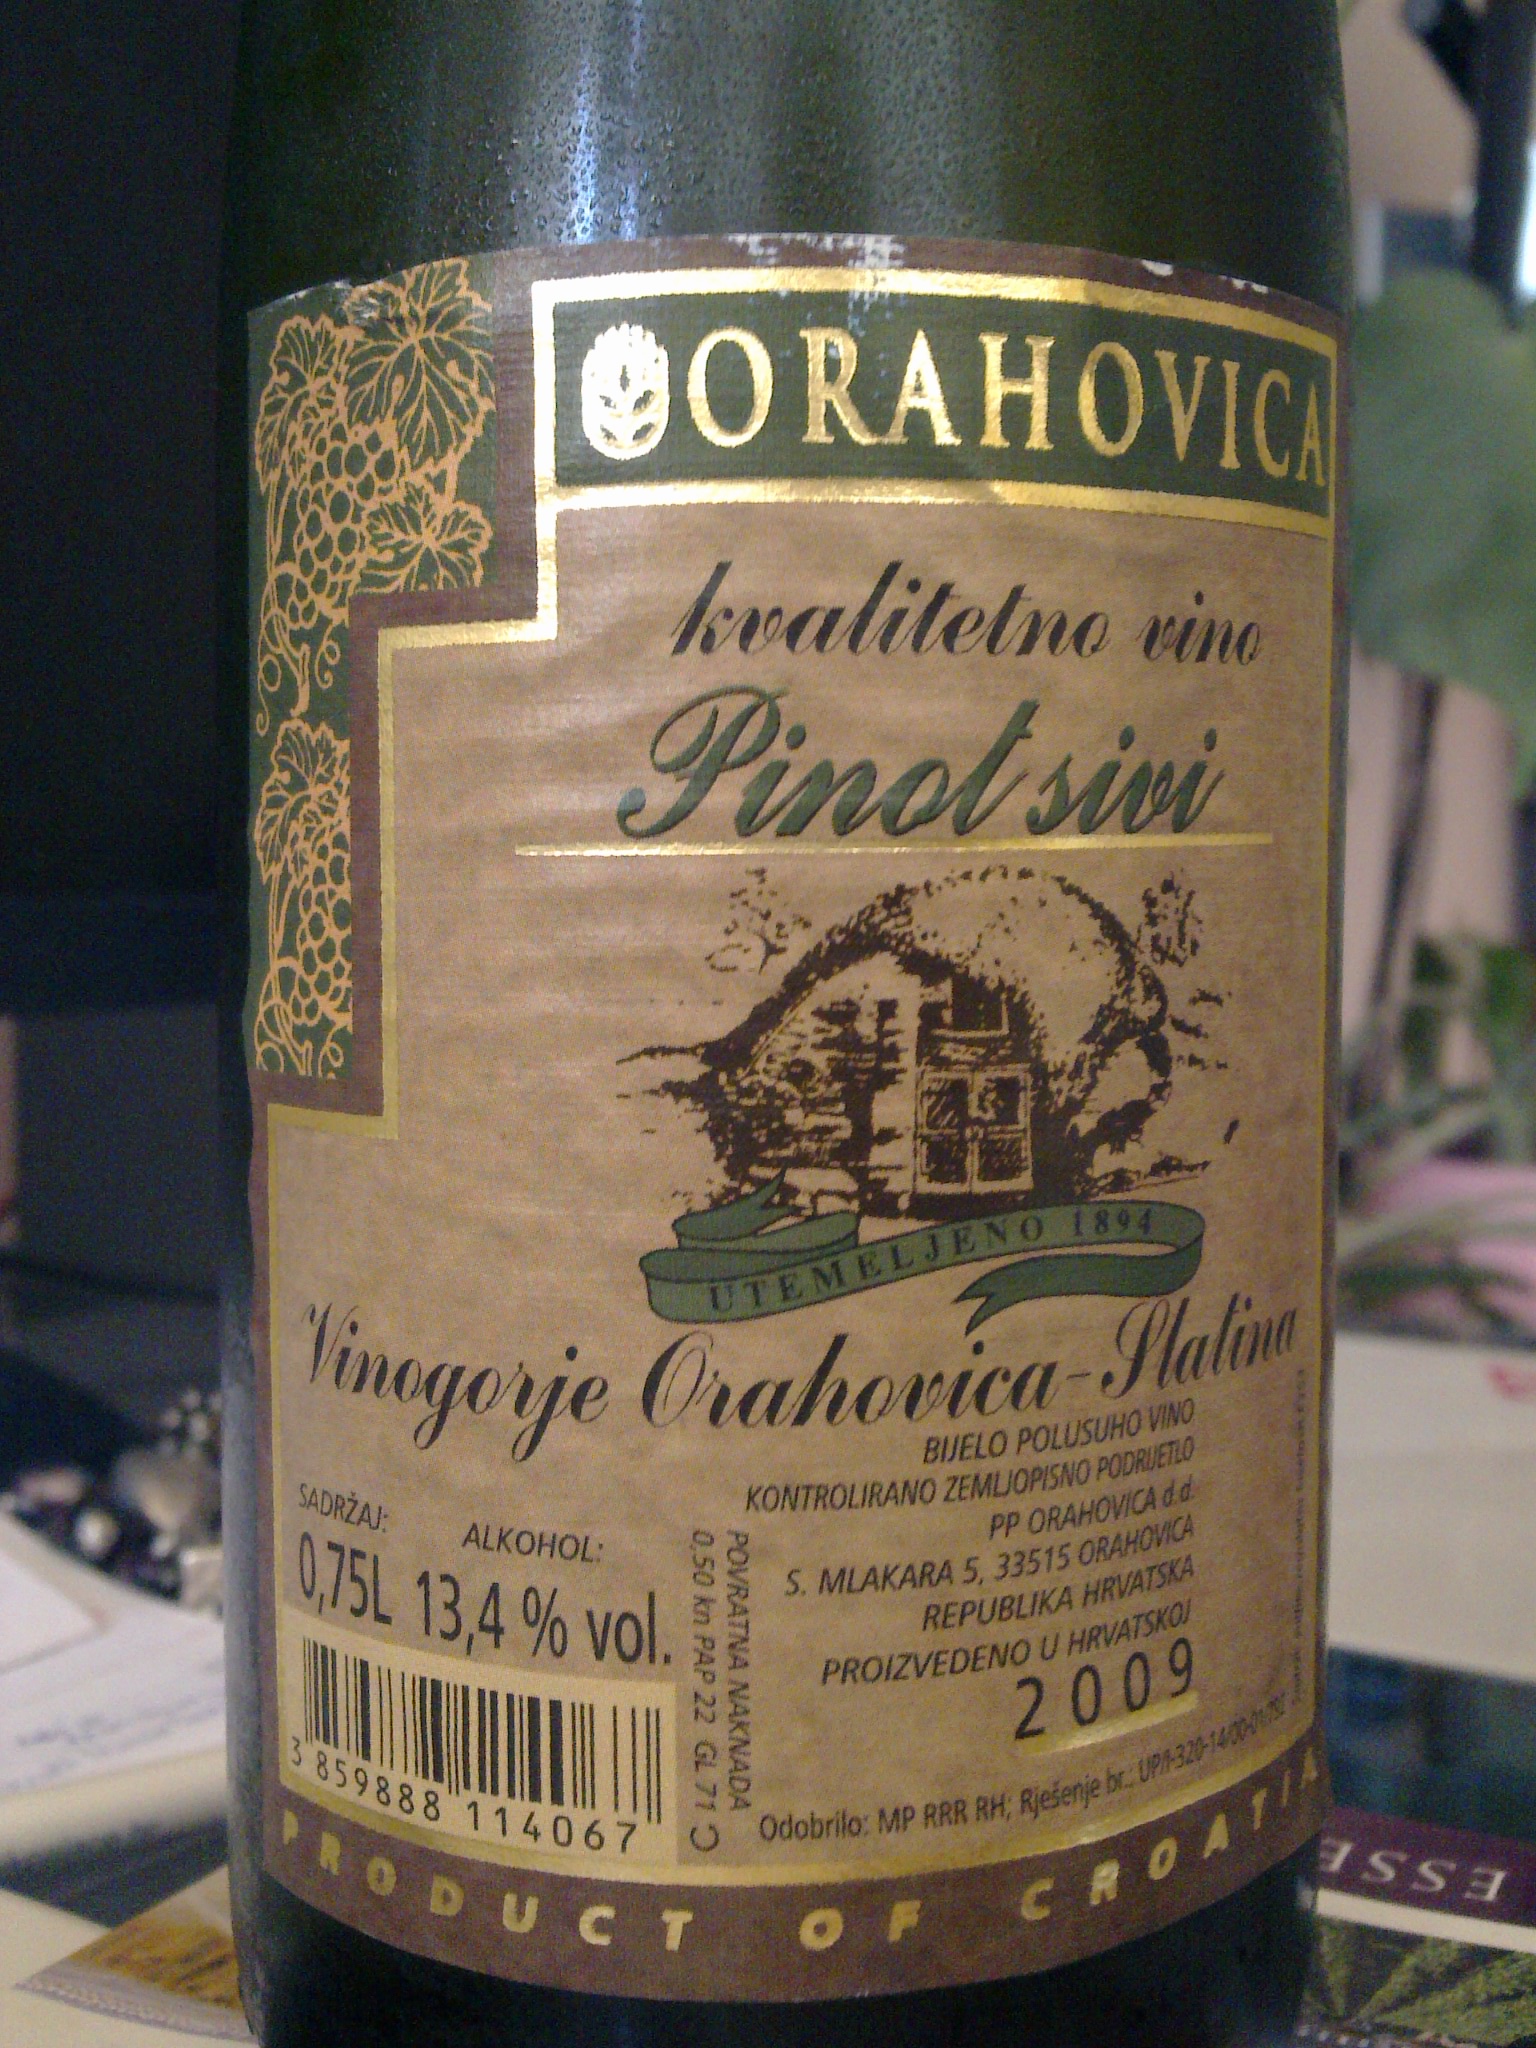 ORAHOVICA
kvalitetno vino
Pinot sivi
UTEMELJENO 1894
Vinogorje Orahovica-Slatina
BIJELO POLUSUHO VINO
KONTROLIRANO ZEMLJOPISNO PODRIJETLO
PP ORAHOVICA d.d.
S. MLAKARA 5, 33515 ORAHOVICA
REPUBLIKA HRVATSKA
PROIZVEDENO U HRVATSKOJ
2009
SADRŽAJ:
0,75L
ALKOHOL:
13,4 % vol.
POVRATNA NAKNADA
0,50 kn PAP 22 GL 71
3 859888 114067
Odobrilo: MP RRR RH; Rješenje br.:
PRODUCT OF CROATIA
ESSE